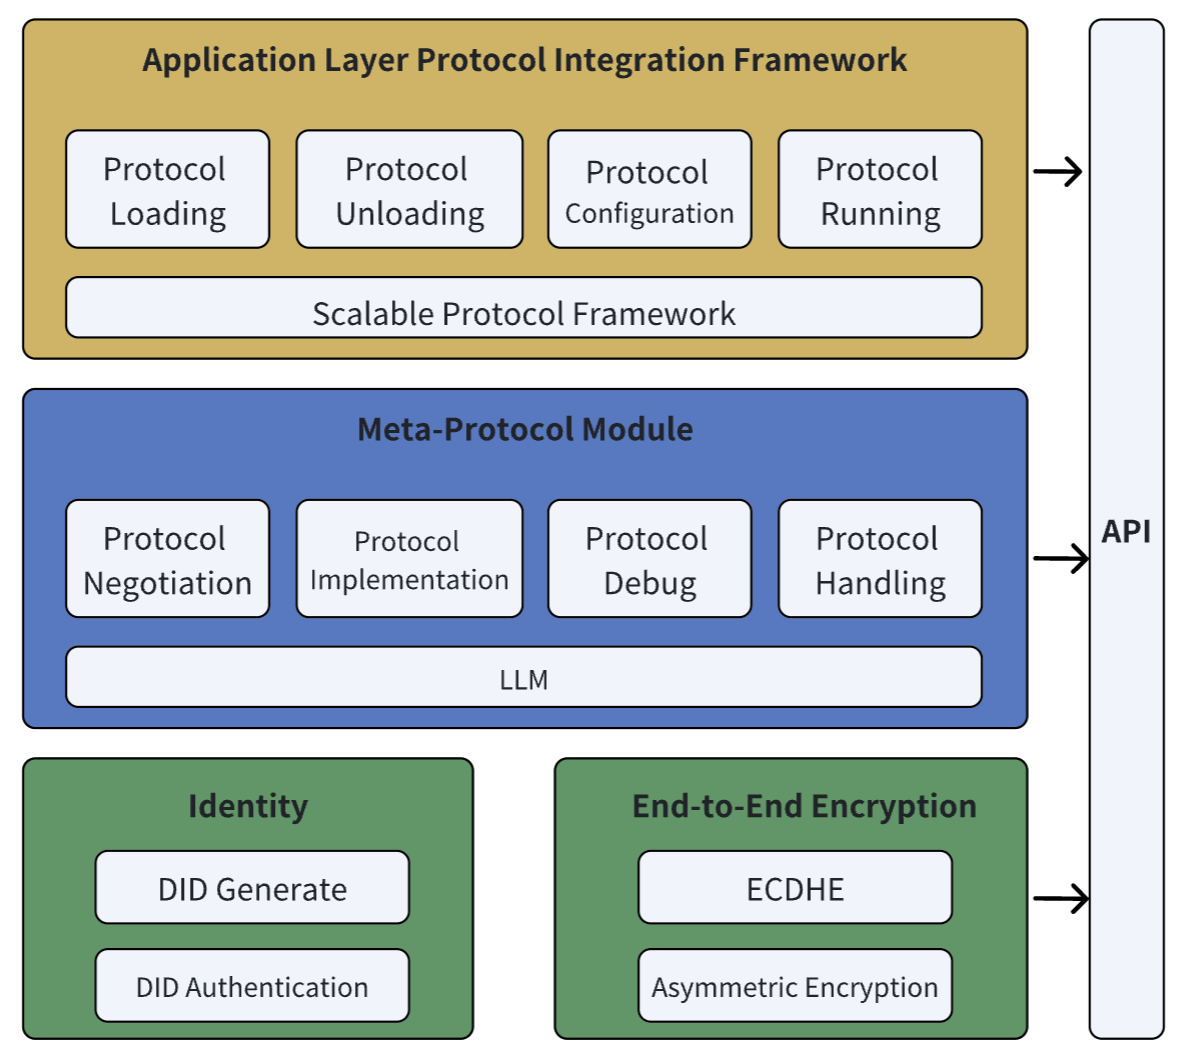 Application Layer Protocol Integration Framework
Protocol
Loading
Protocol
Unloading
Protocol
Configuration
Protocol
Running
Scalable Protocol Framework
Meta-Protocol Module
Protocol
Negotiation
Protocol
Implementation
Protocol
Debug
Protocol
Handling
LLM
Identity
DID Generate
DID Authentication
End-to-End Encryption
ECDHE
Asymmetric Encryption
API